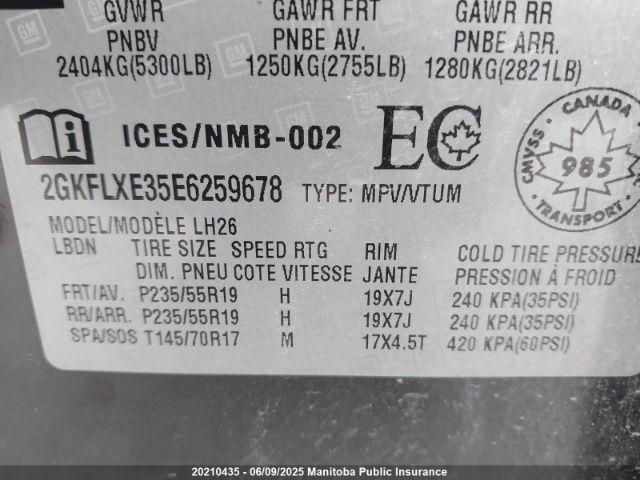 GVWR GAWR FRT GAWR RR
PNBV PNBE AV. PNBE ARR.
2404KG(5300LB) 1250KG(2755LB) 1280KG(2821LB)
ICES/NMB-002 EC
CANADA
CMVSS 985 NSVAC
TRANSPORT
2GKFLXE35E6259678 TYPE: MPV/VTUM
MODEL/MODÈLE LH26
LBDN TIRE SIZE SPEED RTG RIM COLD TIRE PRESSURE
DIM. PNEU COTE VITESSE JANTE PRESSION À FROID
FRT/AV. P235/55R19 H 19X7J 240 KPA(35PSI)
RR/ARR. P235/55R19 H 19X7J 240 KPA(35PSI)
SPA/SOS T145/70R17 M 17X4.5T 420 KPA(60PSI)
20210435 - 06/09/2025 Manitoba Public Insurance